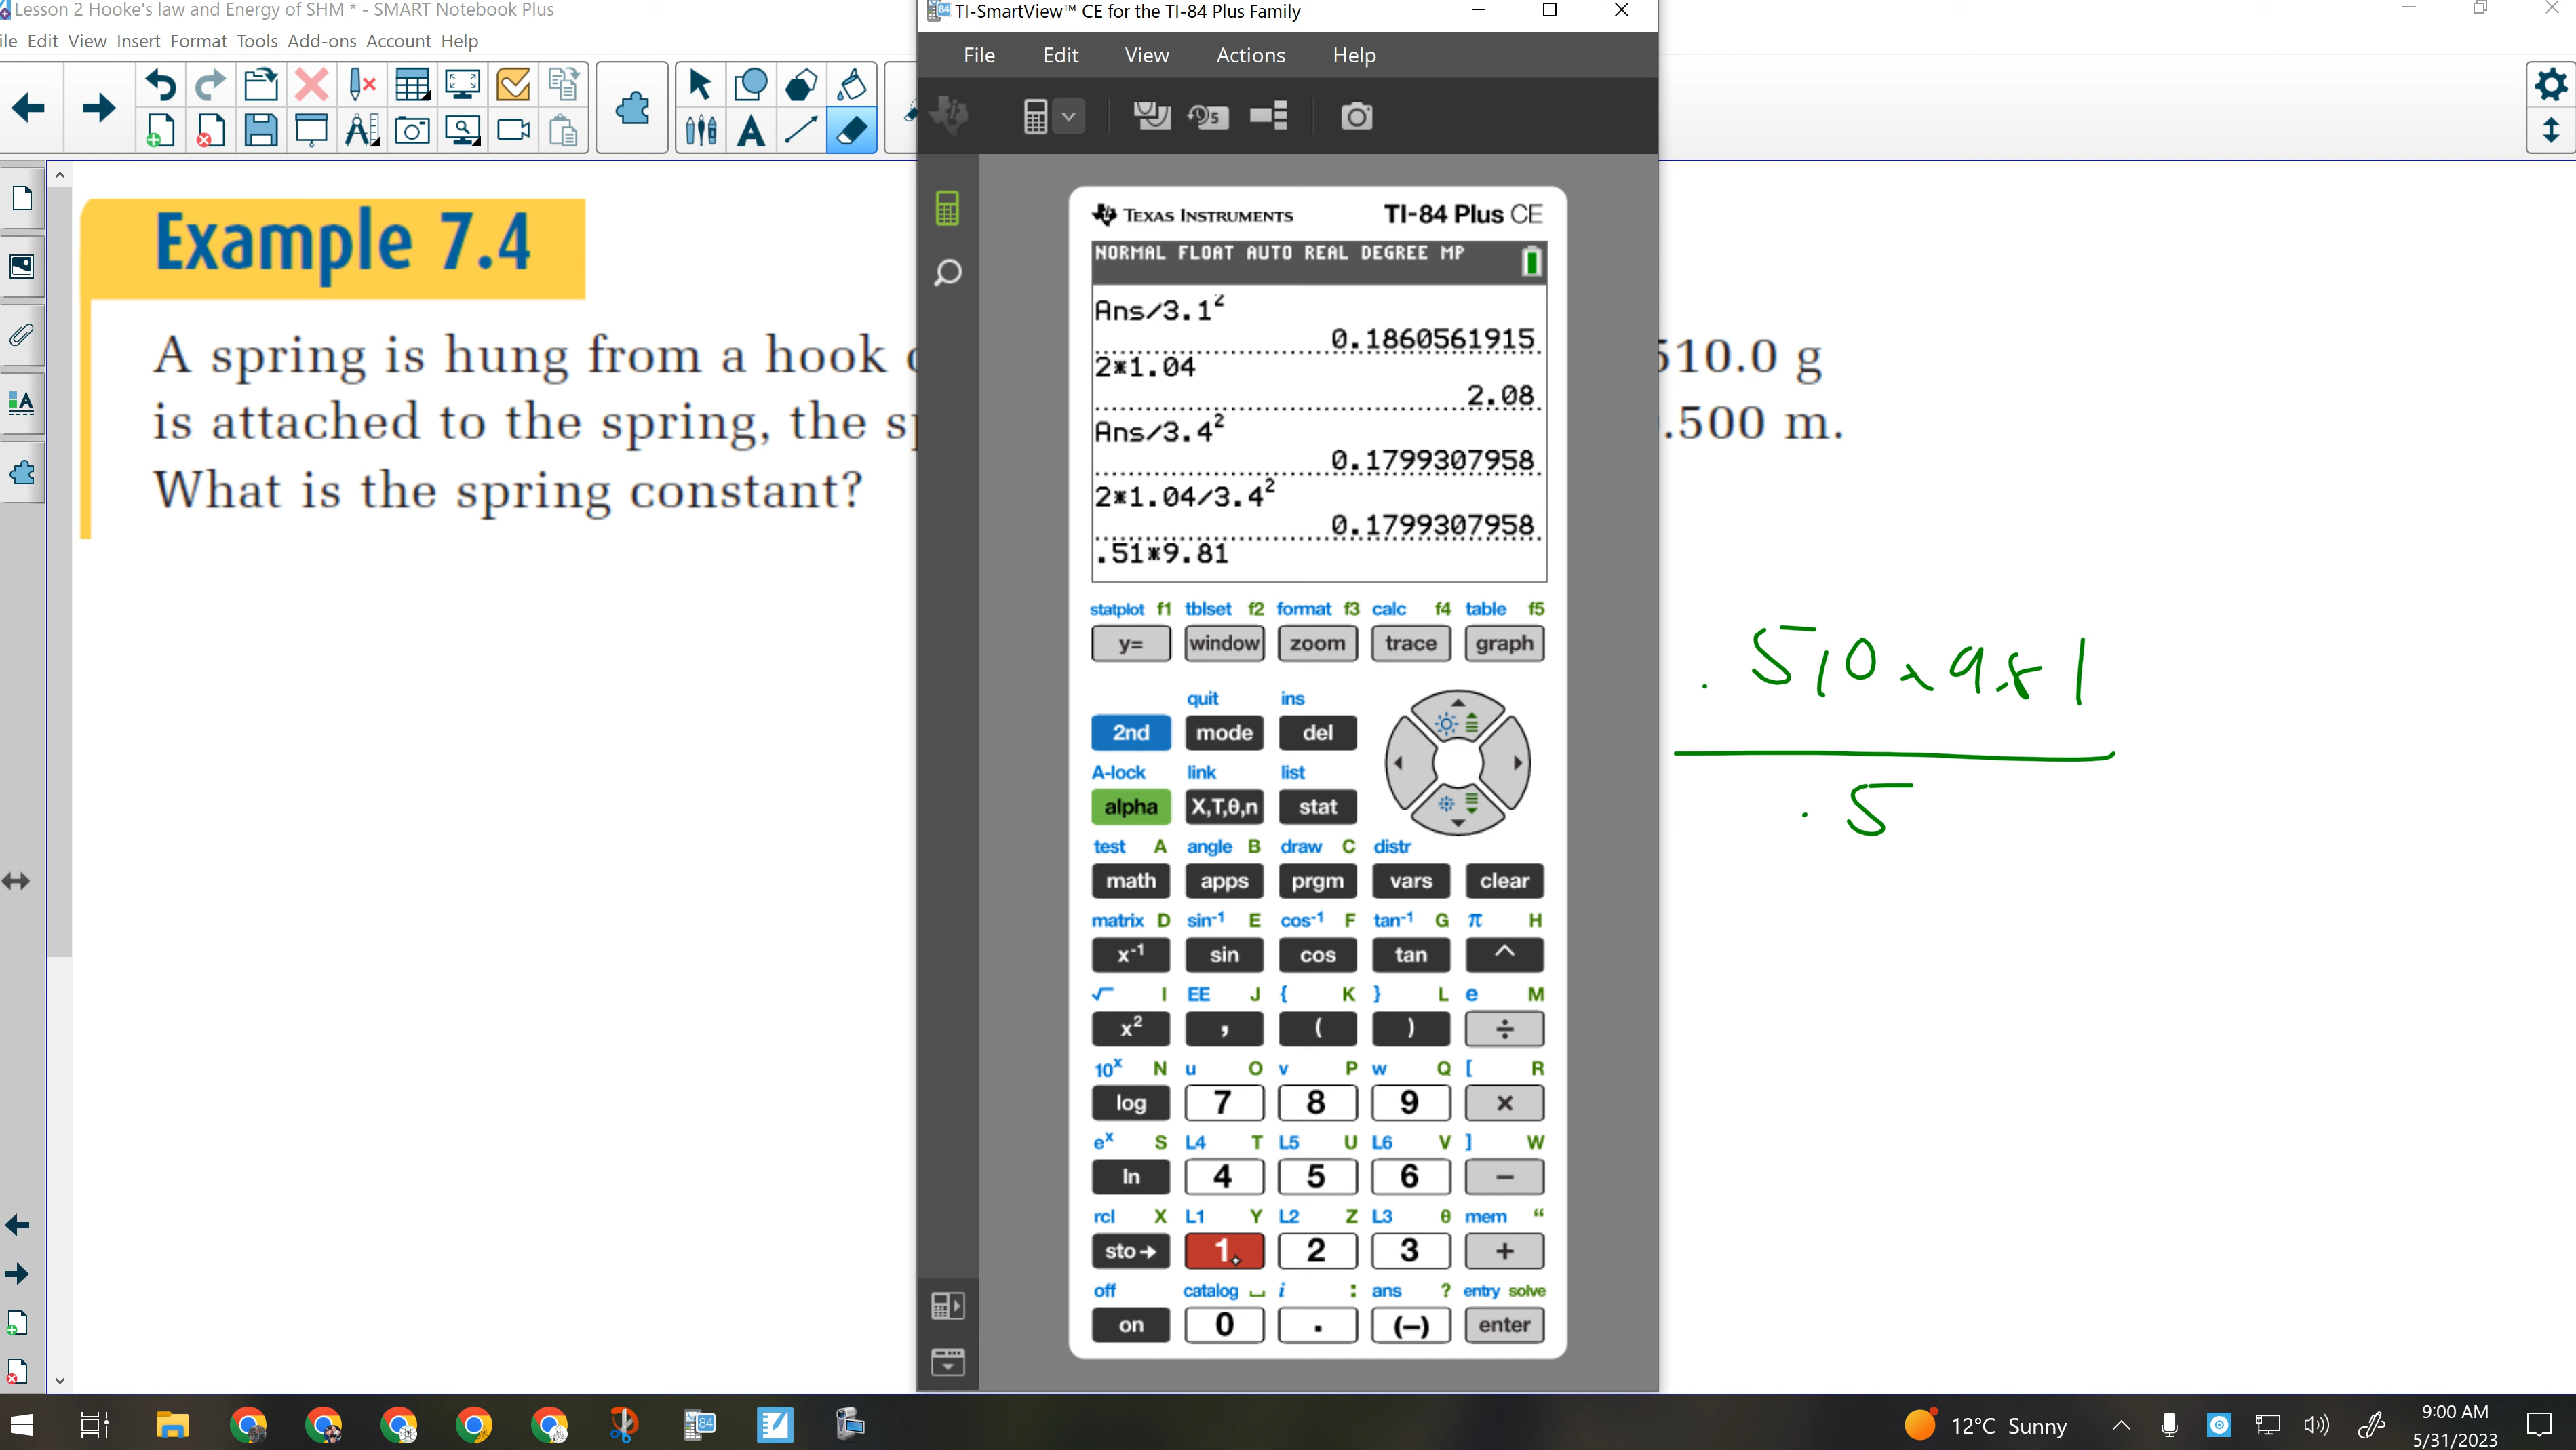 Lesson 2 Hooke's law and Energy of SHM * - SMART Notebook Plus
ile Edit View Insert Format Tools Add-ons Account Help
TI-SmartView™ CE for the TI-84 Plus Family
File Edit View Actions Help
Example 7.4
A spring is hung from a hook
510.0 g
is attached to the spring, the sp
.500 m.
What is the spring constant?
TEXAS INSTRUMENTS TI-84 Plus CE
NORMAL FLOAT AUTO REAL DEGREE MP
Ans/3.1²
0.1860561915
2*1.04
2.08
Ans/3.4²
0.1799307958
2*1.04/3.4²
0.1799307958
.51*9.81
statplot f1 tblset f2 format f3 calc f4 table f5
y= window zoom trace graph
quit ins
2nd mode del
A-lock link list
alpha X,T,θ,n stat
test A angle B draw C distr
math apps prgm vars clear
matrix D sin⁻¹ E cos⁻¹ F tan⁻¹ G π H
x⁻¹ sin cos tan ^
√ I EE J { K } L e M
x² , ( ) ÷
10ˣ N u O v P w Q [ R
log 7 8 9 ×
eˣ S L4 T L5 U L6 V ] W
ln 4 5 6 −
rcl X L1 Y L2 Z L3 θ mem “
sto→ 1 2 3 +
off catalog ⎵ i : ans ? entry solve
on 0 . (−) enter
.510x9.81
.5
84
12°C Sunny
9:00 AM
5/31/2023